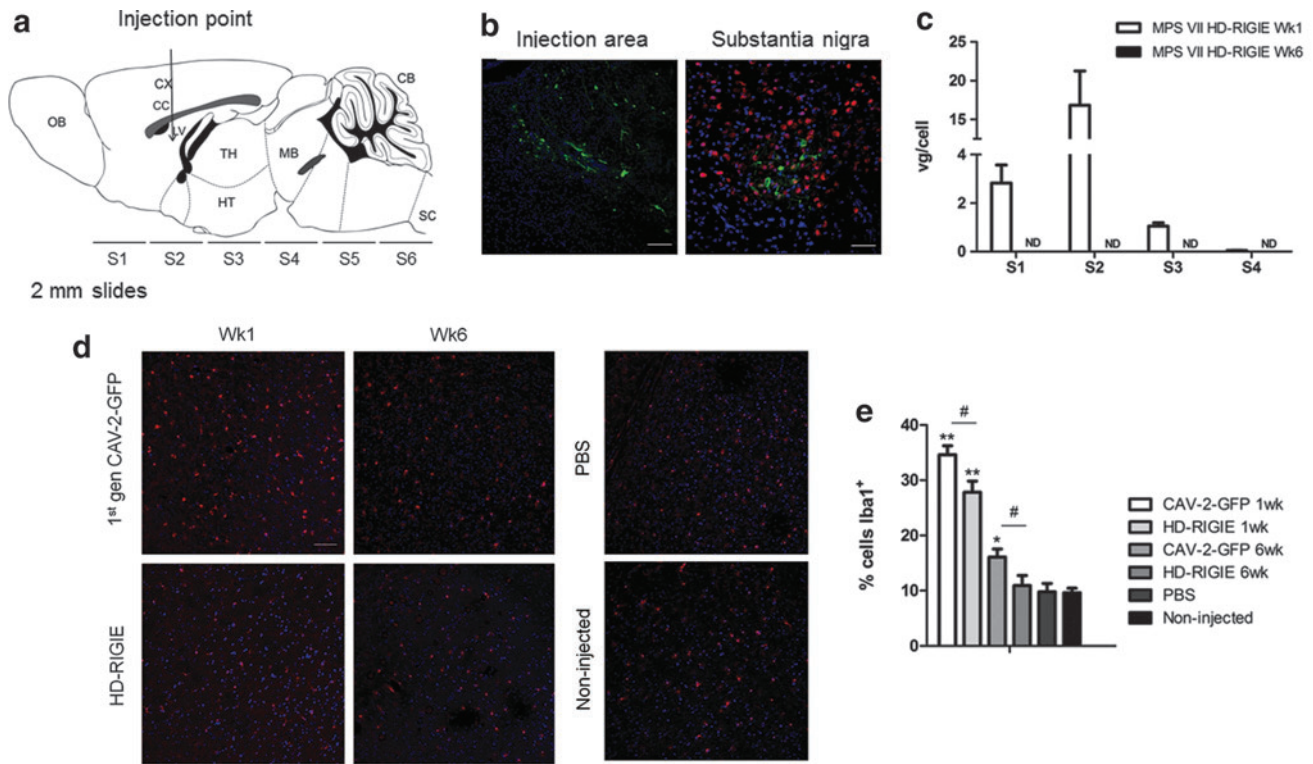 a
Injection point
OB
CX
CC
LV
TH
HT
MB
CB
SC
S1 S2 S3 S4 S5 S6
2 mm slides
b
Injection area Substantia nigra
c
MPS VII HD-RIGIE Wk1
MPS VII HD-RIGIE Wk6
vg/cell
25
20
15
4
2
0
ND ND ND ND
S1 S2 S3 S4
d
Wk1 Wk6
1st gen CAV-2-GFP
PBS
HD-RIGIE
Non-injected
e
% cells Iba1+
40
30
20
10
0
** # ** * #
CAV-2-GFP 1wk
HD-RIGIE 1wk
CAV-2-GFP 6wk
HD-RIGIE 6wk
PBS
Non-injected